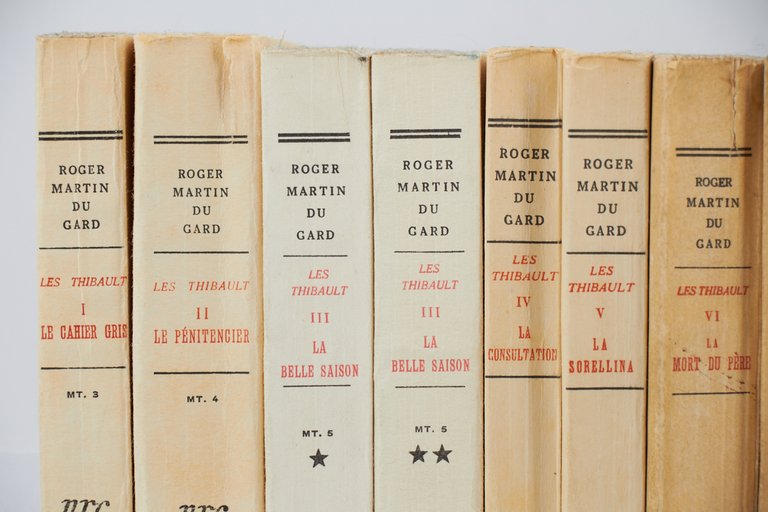 ROGER
MARTIN
DU
GARD
LES THIBAULT
I
LE CAHIER GRIS
MT. 3
nrf
ROGER
MARTIN
DU
GARD
LES THIBAULT
II
LE PÉNITENCIER
MT. 4
nrf
ROGER
MARTIN
DU
GARD
LES
THIBAULT
III
LA
BELLE SAISON
MT. 5
ROGER
MARTIN
DU
GARD
LES
THIBAULT
III
LA
BELLE SAISON
MT. 5
ROGER
MARTIN
DU
GARD
LES
THIBAULT
IV
LA
CONSULTATION
ROGER
MARTIN
DU
GARD
LES
THIBAULT
V
LA
SORELLINA
ROGER
MARTIN
DU
GARD
LES THIBAULT
VI
LA
MORT DU PÈRE